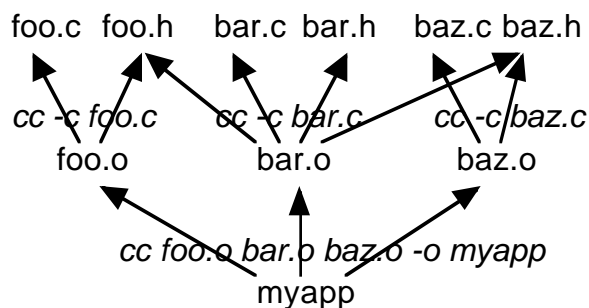 foo.c foo.h bar.c bar.h baz.c baz.h
cc -c foo.c cc -c bar.c cc -c baz.c
foo.o bar.o baz.o
cc foo.o bar.o baz.o -o myapp
myapp